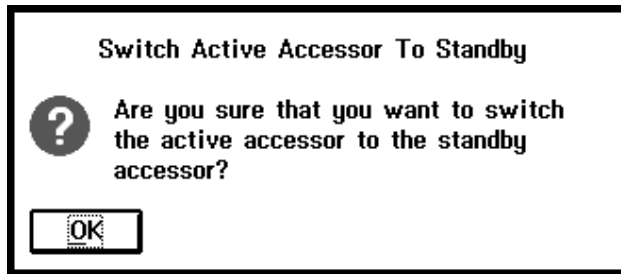 Switch Active Accessor To Standby
?
Are you sure that you want to switch
the active accessor to the standby
accessor?
OK